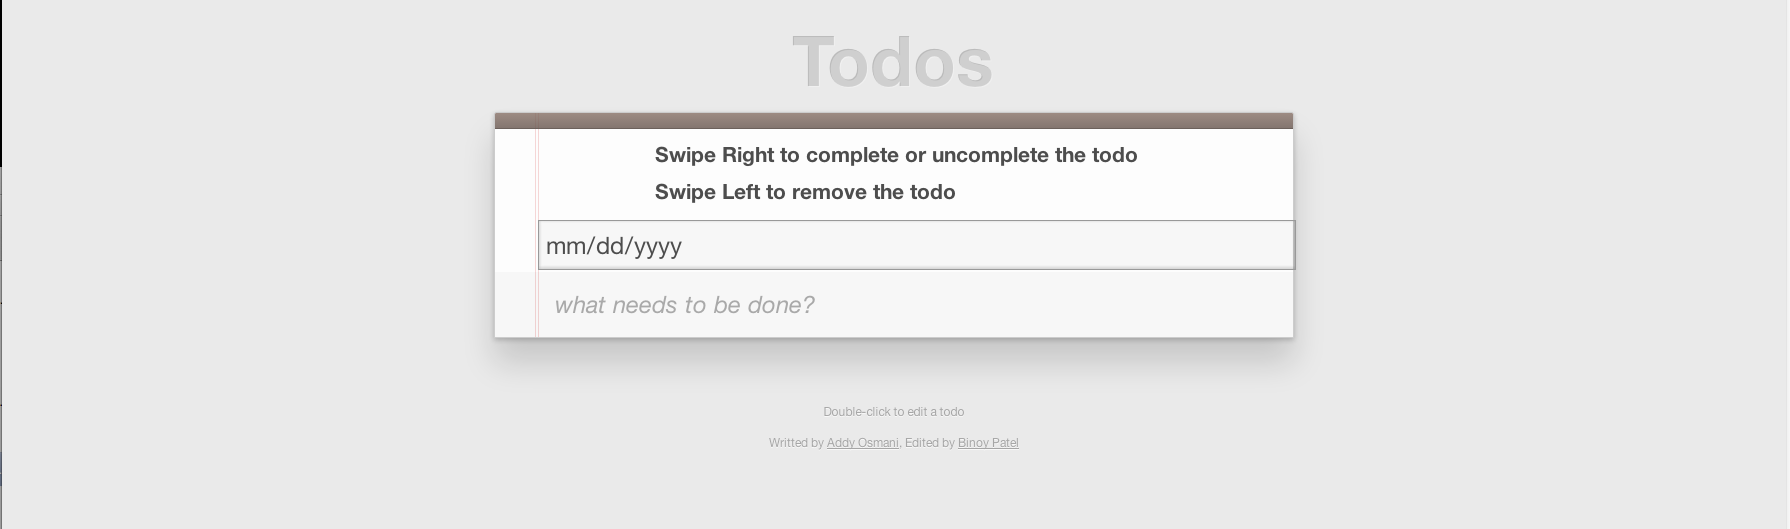 Todos
Swipe Right to complete or uncomplete the todo
Swipe Left to remove the todo
mm/dd/yyyy
what needs to be done?
Double-click to edit a todo
Writted by Addy Osmani, Edited by Binoy Patel